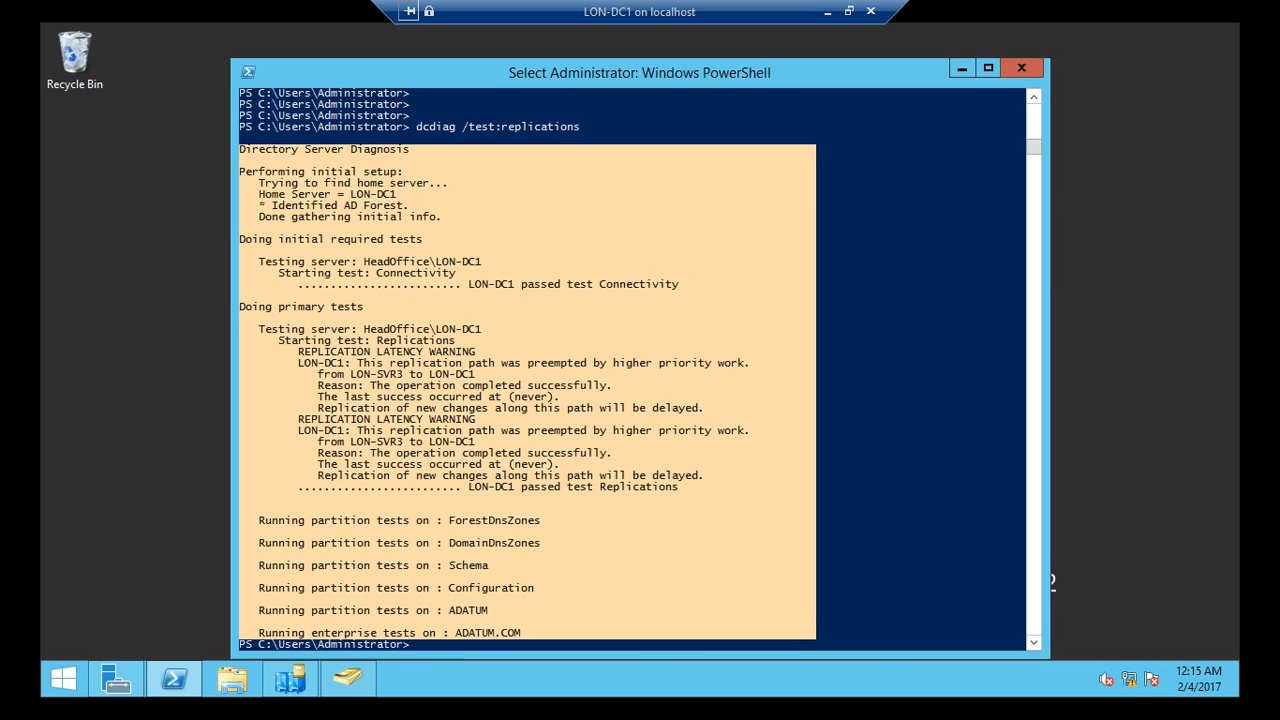 LON-DC1 on localhost
Recycle Bin
Select Administrator: Windows PowerShell
PS C:\Users\Administrator>
PS C:\Users\Administrator>
PS C:\Users\Administrator>
PS C:\Users\Administrator> dcdiag /test:replications
Directory Server Diagnosis
Performing initial setup:
Trying to find home server...
Home Server = LON-DC1
* Identified AD Forest.
Done gathering initial info.
Doing initial required tests
Testing server: HeadOffice\LON-DC1
Starting test: Connectivity
......................... LON-DC1 passed test Connectivity
Doing primary tests
Testing server: HeadOffice\LON-DC1
Starting test: Replications
REPLICATION LATENCY WARNING
LON-DC1: This replication path was preempted by higher priority work.
from LON-SVR3 to LON-DC1
Reason: The operation completed successfully.
The last success occurred at (never).
Replication of new changes along this path will be delayed.
REPLICATION LATENCY WARNING
LON-DC1: This replication path was preempted by higher priority work.
from LON-SVR3 to LON-DC1
Reason: The operation completed successfully.
The last success occurred at (never).
Replication of new changes along this path will be delayed.
......................... LON-DC1 passed test Replications
Running partition tests on : ForestDnsZones
Running partition tests on : DomainDnsZones
Running partition tests on : Schema
Running partition tests on : Configuration
Running partition tests on : ADATUM
Running enterprise tests on : ADATUM.COM
PS C:\Users\Administrator>
12:15 AM
2/4/2017